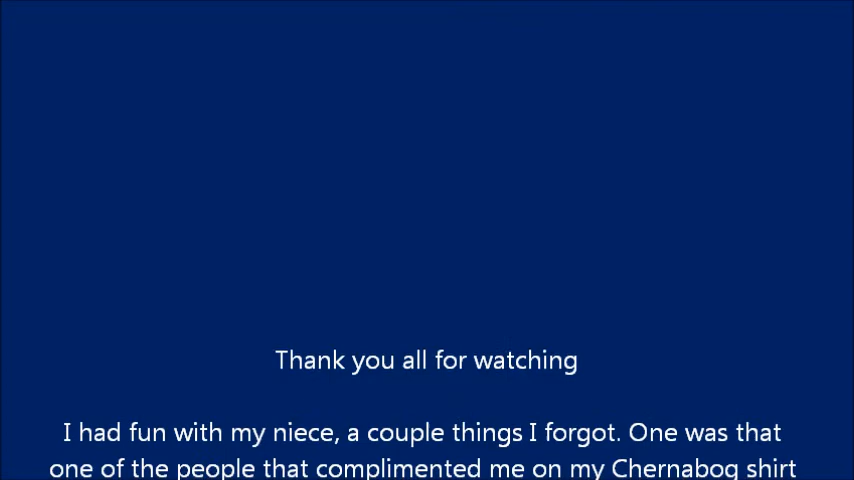 Thank you all for watching
I had fun with my niece, a couple things I forgot. One was that
one of the people that complimented me on my Chernabog shirt